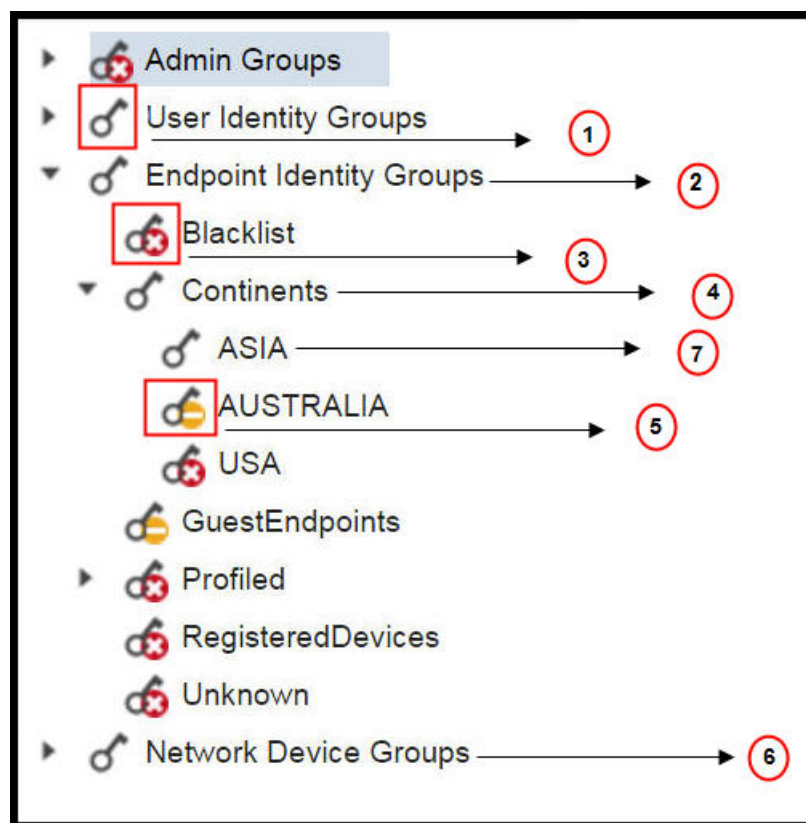 Admin Groups
User Identity Groups 1
Endpoint Identity Groups 2
Blacklist 3
Continents 4
ASIA 7
AUSTRALIA 5
USA
GuestEndpoints
Profiled
RegisteredDevices
Unknown
Network Device Groups 6